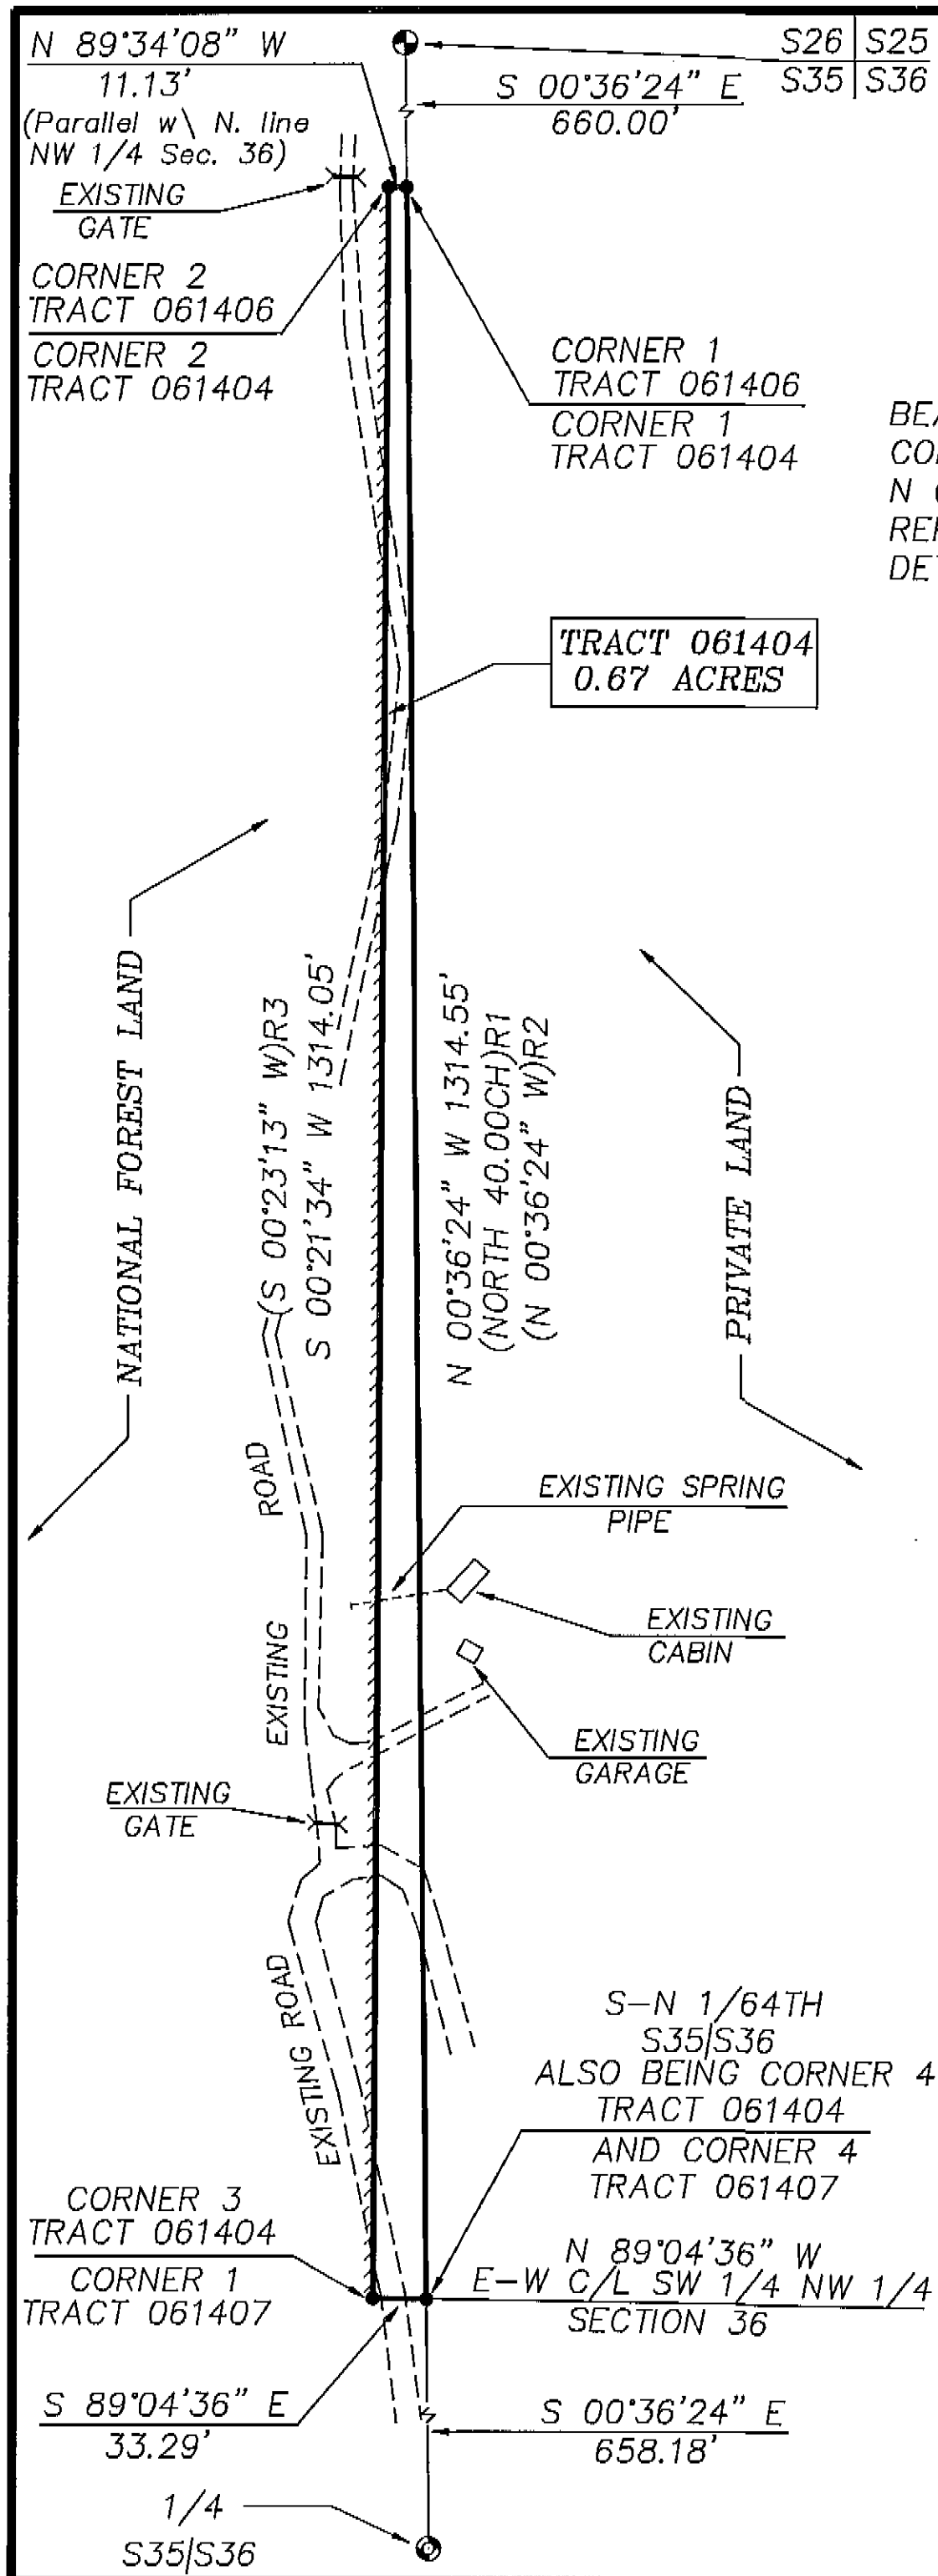 N 89°34'08" W
11.13'
(Parallel w\ N. line
NW 1/4 Sec. 36)
S26 | S25
S35 | S36
S 00°36'24" E
660.00'
EXISTING
GATE
CORNER 2
TRACT 061406
CORNER 2
TRACT 061404
CORNER 1
TRACT 061406
CORNER 1
TRACT 061404
TRACT 061404
0.67 ACRES
NATIONAL FOREST LAND
(S 00°23'13" W)R3
S 00°21'34" W 1314.05'
N 00°36'24" W 1314.55'
(NORTH 40.00CH)R1
(N 00°36'24" W)R2
PRIVATE LAND
EXISTING ROAD
EXISTING SPRING
PIPE
EXISTING
CABIN
EXISTING
GARAGE
EXISTING
GATE
EXISTING ROAD
S-N 1/64TH
S35|S36
ALSO BEING CORNER 4
TRACT 061404
AND CORNER 4
TRACT 061407
CORNER 3
TRACT 061404
CORNER 1
TRACT 061407
N 89°04'36" W
E-W C/L SW 1/4 NW 1/4
SECTION 36
S 89°04'36" E
33.29'
S 00°36'24" E
658.18'
1/4
S35|S36